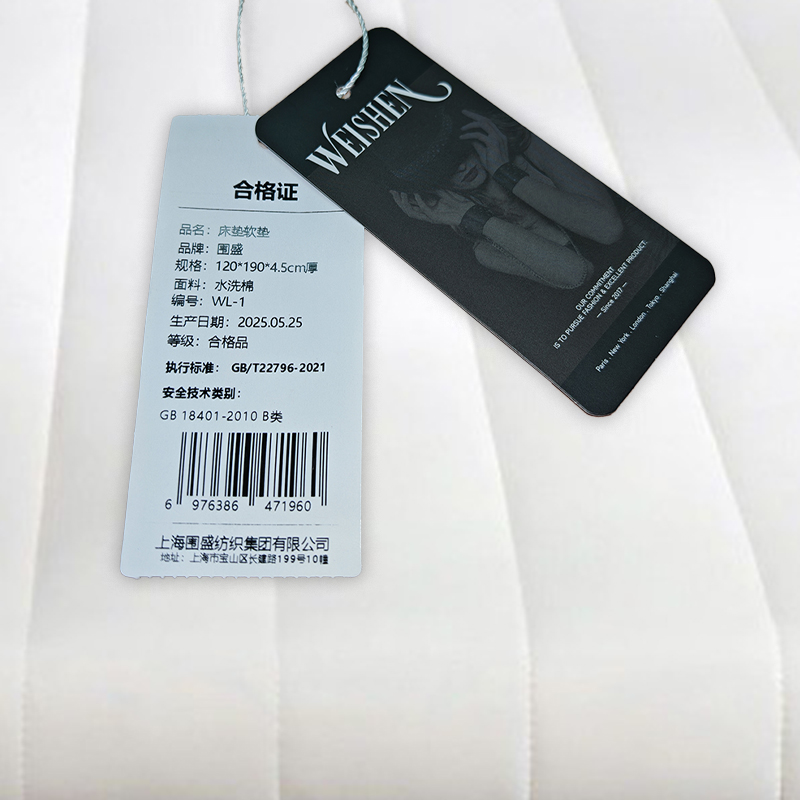 合格证
品名：床垫软垫
品牌：围盛
规格：120*190*4.5cm厚
面料：水洗棉
编号：WL-1
生产日期：2025.05.25
等级：合格品
执行标准： GB/T22796-2021
安全技术类别：
GB 18401-2010 B类
6 976386 471960
上海围盛纺织集团有限公司
地址：上海市宝山区长建路199号10幢
WEISHEN
OUR COMMITMENT
IS TO PURSUE FASHION & EXCELLENT PRODUCT.
— Since 2017 —
Paris . New York . London . Tokyo . Shanghai